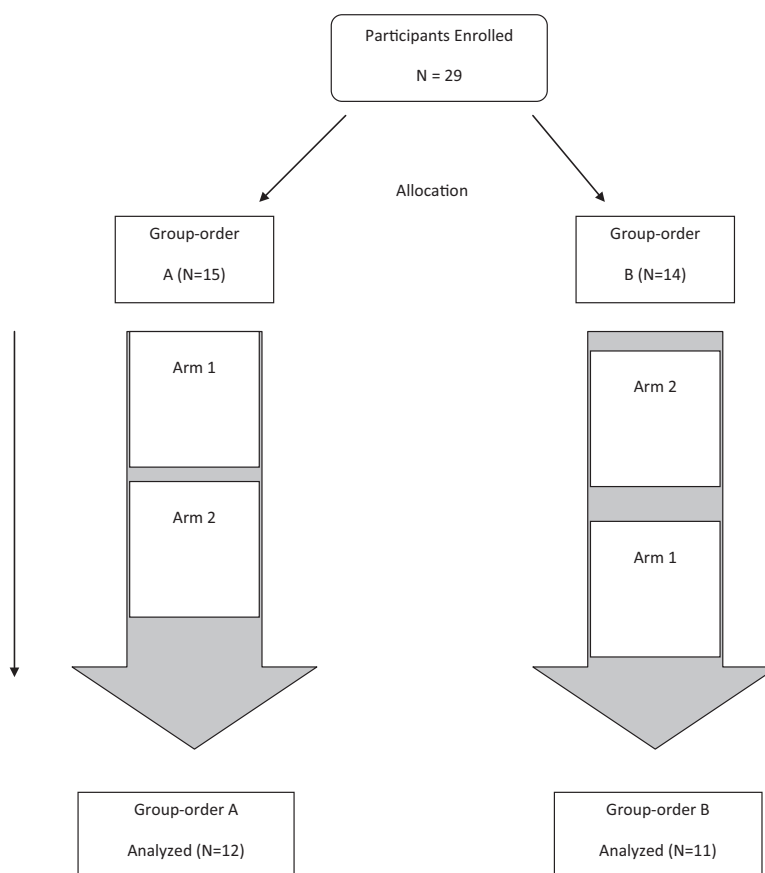 Participants Enrolled
N = 29
Allocation
Group-order
A (N=15)
Group-order
B (N=14)
Arm 1
Arm 2
Arm 2
Arm 1
Group-order A
Analyzed (N=12)
Group-order B
Analyzed (N=11)